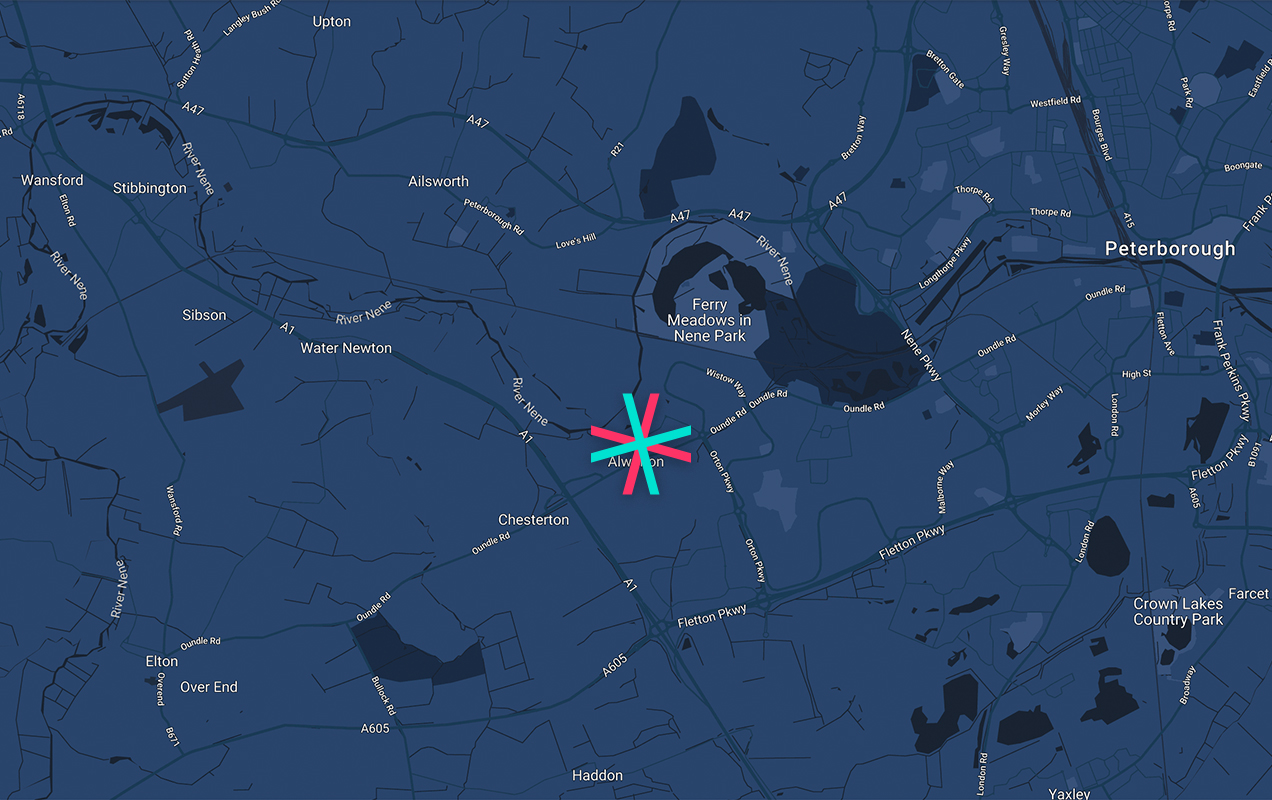 Upton
Langley Bush Rd
Sutton Heath Rd
A6118
A47
A47
R21
Bretton Gate
Gresley Way
Westfield Rd
Park Rd
Bourges Blvd
Boongate
Bretton Way
River Nene
Wansford
Stibbington
Elton Rd
Ailsworth
Peterborough Rd
Love's Hill
A47
A47
A47
Thorpe Rd
Thorpe Rd
A15
Peterborough
Longthorpe Pkwy
River Nene
River Nene
Sibson
A1
River Nene
Water Newton
Ferry
Meadows in
Nene Park
Nene Pkwy
Oundle Rd
Oundle Rd
Fletton Ave
Frank Perkins Pkwy
High St
Wistow Way
Oundle Rd
Oundle Rd
Oundle Rd
Morley Way
London Rd
River Nene
A1
Orton Pkwy
Malborne Way
Fletton Pkwy
B1091
A605
Wansford Rd
Chesterton
Oundle Rd
Orton Pkwy
Fletton Pkwy
London Rd
River Nene
A1
Oundle Rd
Fletton Pkwy
Crown Lakes
Country Park
Farcet
Oundle Rd
Elton
Over End
Overend
Bullock Rd
A605
A605
B671
Broadway
London Rd
Haddon
Yaxley